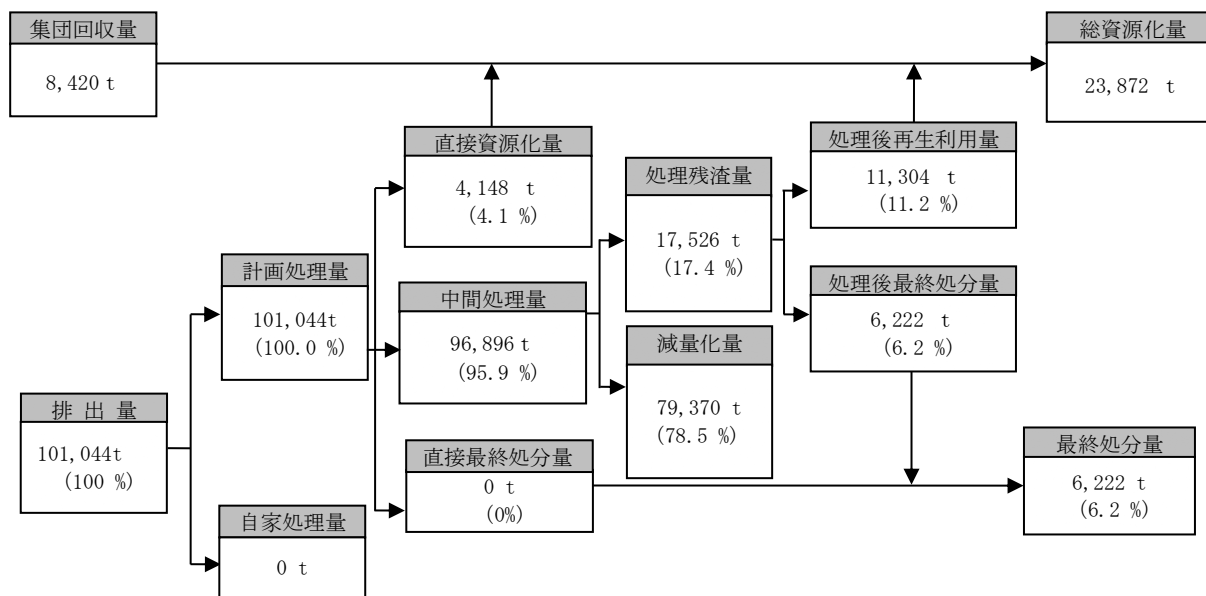 集団回収量
8,420 t
総資源化量
23,872 t
直接資源化量
4,148 t
(4.1 %)
処理残渣量
17,526 t
(17.4 %)
処理後再生利用量
11,304 t
(11.2 %)
計画処理量
101,044t
(100.0 %)
中間処理量
96,896 t
(95.9 %)
減量化量
79,370 t
(78.5 %)
処理後最終処分量
6,222 t
(6.2 %)
排 出 量
101,044t
(100 %)
直接最終処分量
0 t
(0%)
最終処分量
6,222 t
(6.2 %)
自家処理量
0 t